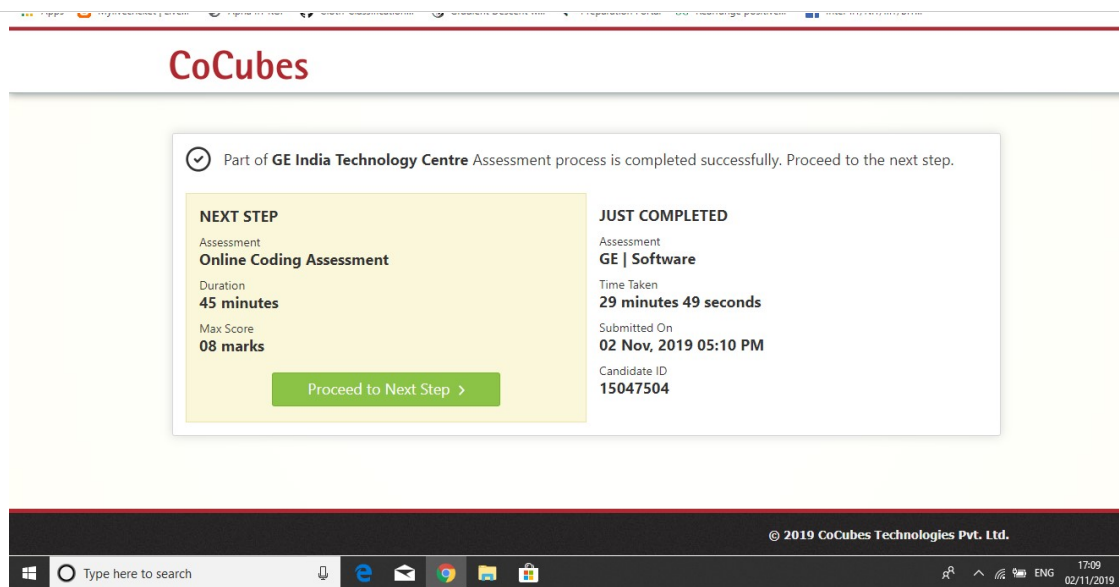 CoCubes
Part of GE India Technology Centre Assessment process is completed successfully. Proceed to the next step.
NEXT STEP
Assessment
Online Coding Assessment
Duration
45 minutes
Max Score
08 marks
Proceed to Next Step >
JUST COMPLETED
Assessment
GE | Software
Time Taken
29 minutes 49 seconds
Submitted On
02 Nov, 2019 05:10 PM
Candidate ID
15047504
© 2019 CoCubes Technologies Pvt. Ltd.
Type here to search
ENG
17:09
02/11/2019